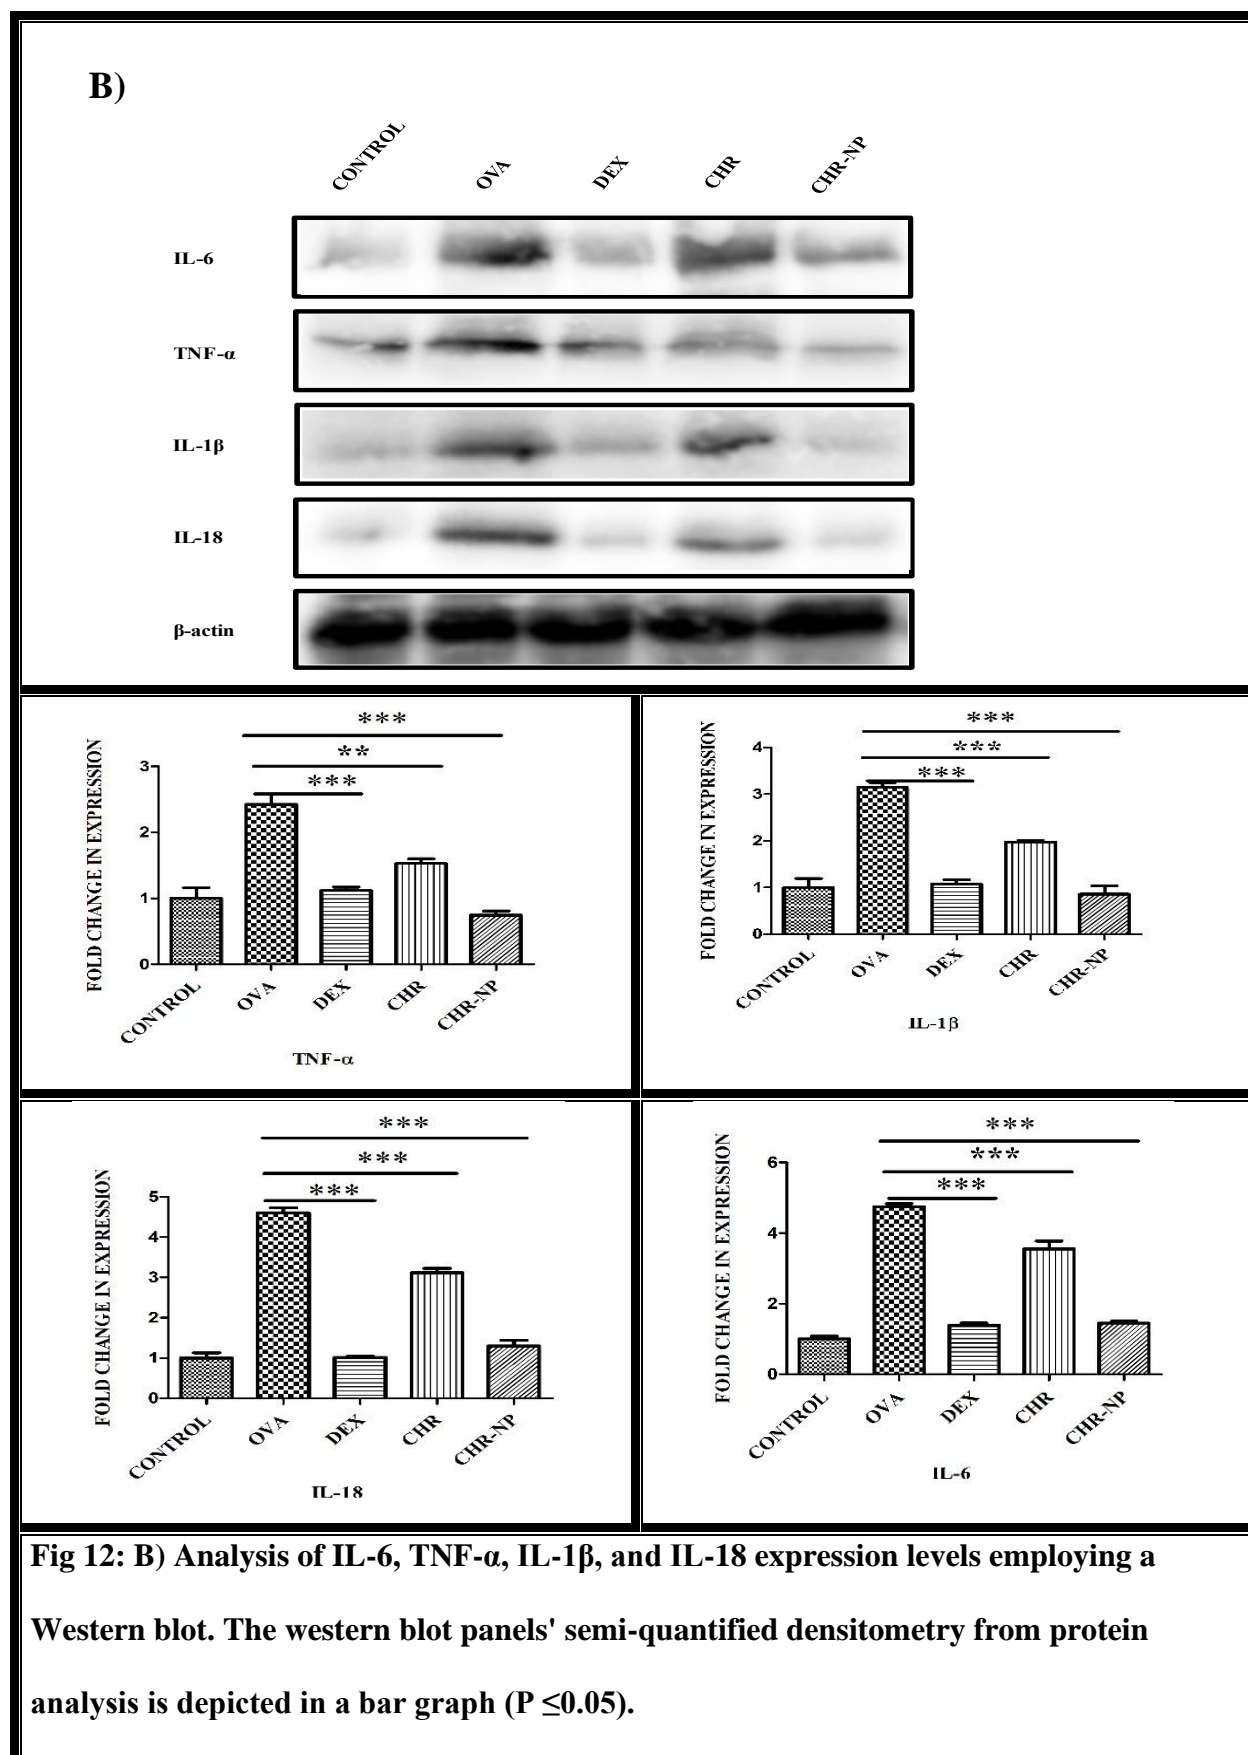 B)
CONTROL OVA DEX CHR CHR-NP
IL-6
TNF-α
IL-1β
IL-18
β-actin
FOLD CHANGE IN EXPRESSION
***
**
***
3
2
1
0
CONTROL OVA DEX CHR CHR-NP
TNF-α
FOLD CHANGE IN EXPRESSION
***
***
***
4
3
2
1
0
CONTROL OVA DEX CHR CHR-NP
IL-1β
FOLD CHANGE IN EXPRESSION
***
***
***
5
4
3
2
1
0
CONTROL OVA DEX CHR CHR-NP
IL-18
FOLD CHANGE IN EXPRESSION
***
***
***
6
4
2
0
CONTROL OVA DEX CHR CHR-NP
IL-6
Fig 12: B) Analysis of IL-6, TNF-α, IL-1β, and IL-18 expression levels employing a
Western blot. The western blot panels' semi-quantified densitometry from protein
analysis is depicted in a bar graph (P ≤0.05).